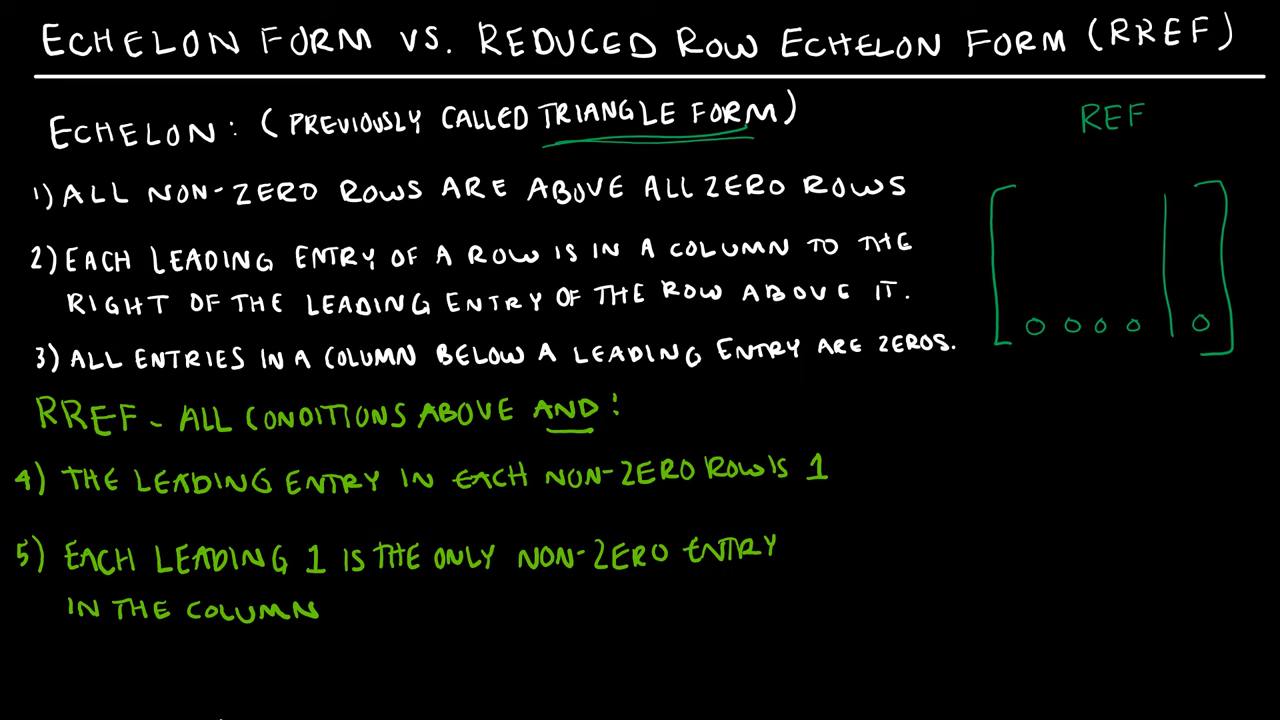 ECHELON FORM VS. REDUCED ROW ECHELON FORM (RREF)
ECHELON: (PREVIOUSLY CALLED TRIANGLE FORM)
REF
1) ALL NON-ZERO ROWS ARE ABOVE ALL ZERO ROWS
2) EACH LEADING ENTRY OF A ROW IS IN A COLUMN TO THE
RIGHT OF THE LEADING ENTRY OF THE ROW ABOVE IT.
0 0 0 0 | 0
3) ALL ENTRIES IN A COLUMN BELOW A LEADING ENTRY ARE ZEROS.
RREF - ALL CONDITIONS ABOVE AND:
4) THE LEADING ENTRY IN EACH NON-ZERO ROW IS 1
5) EACH LEADING 1 IS THE ONLY NON-ZERO ENTRY
IN THE COLUMN